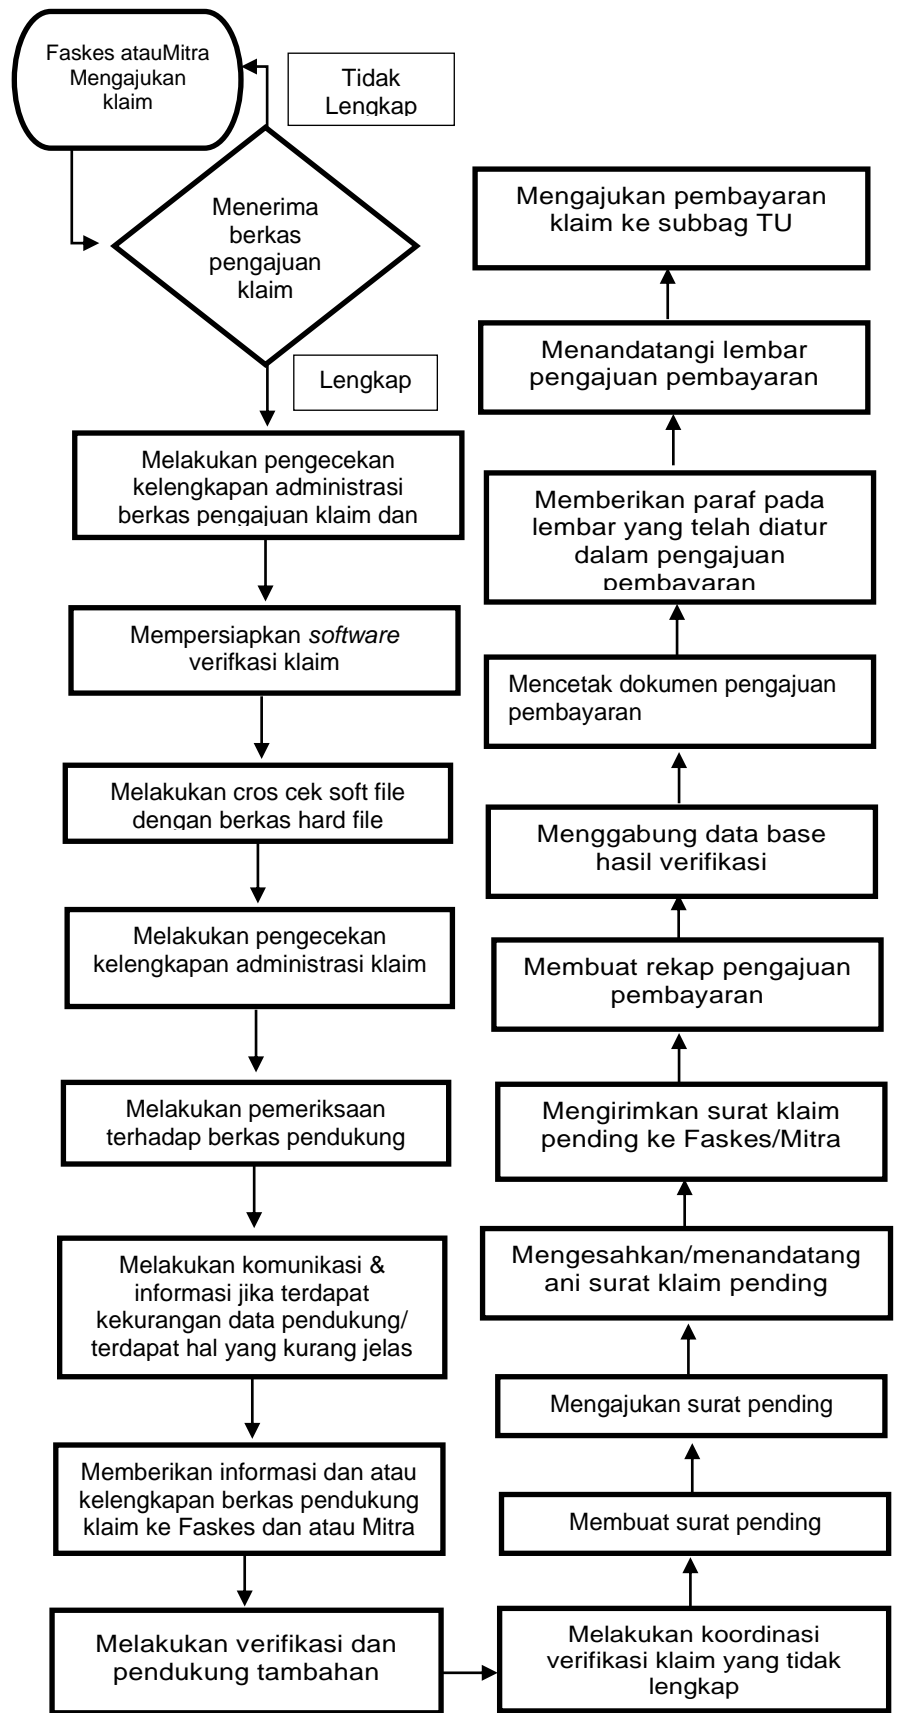 Faskes atauMitra
Mengajukan
klaim
Tidak
Lengkap
Menerima
berkas
pengajuan
klaim
Lengkap
Melakukan pengecekan
kelengkapan administrasi
berkas pengajuan klaim dan
Mempersiapkan software
verifkasi klaim
Melakukan cros cek soft file
dengan berkas hard file
Melakukan pengecekan
kelengkapan administrasi klaim
Melakukan pemeriksaan
terhadap berkas pendukung
Melakukan komunikasi &
informasi jika terdapat
kekurangan data pendukung/
terdapat hal yang kurang jelas
Memberikan informasi dan atau
kelengkapan berkas pendukung
klaim ke Faskes dan atau Mitra
Melakukan verifikasi dan
pendukung tambahan
Melakukan koordinasi
verifikasi klaim yang tidak
lengkap
Membuat surat pending
Mengajukan surat pending
Mengesahkan/menandatang
ani surat klaim pending
Mengirimkan surat klaim
pending ke Faskes/Mitra
Membuat rekap pengajuan
pembayaran
Menggabung data base
hasil verifikasi
Mencetak dokumen pengajuan
pembayaran
Memberikan paraf pada
lembar yang telah diatur
dalam pengajuan
pembayaran
Menandatangi lembar
pengajuan pembayaran
Mengajukan pembayaran
klaim ke subbag TU